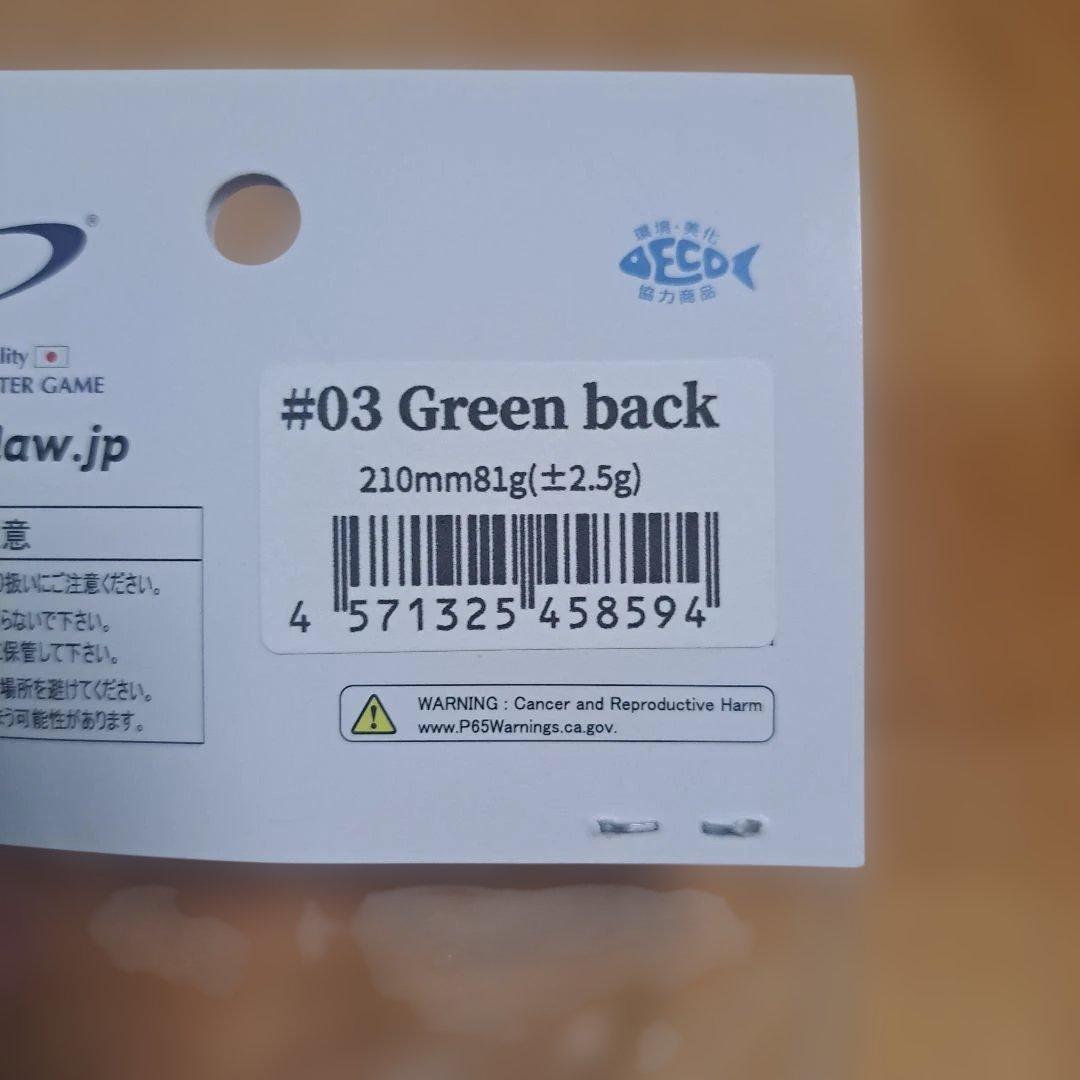 ®
環境・美化
ECO
協力商品
lity
TER GAME
law.jp
#03 Green back
210mm81g(±2.5g)
4 571325 458594
意
り扱いにご注意ください。
らないで下さい。
に保管して下さい。
場所を避けてください。
まう可能性があります。
WARNING : Cancer and Reproductive Harm
www.P65Warnings.ca.gov.